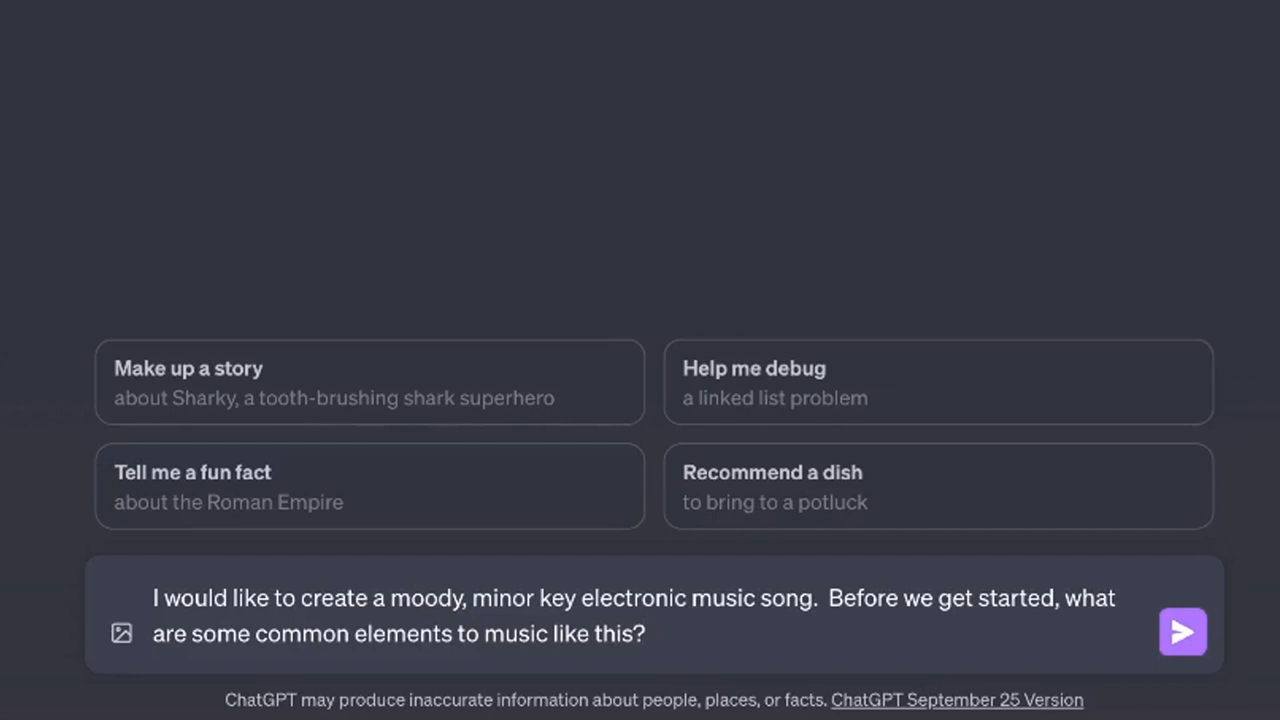 Make up a story
about Sharky, a tooth-brushing shark superhero
Help me debug
a linked list problem
Tell me a fun fact
about the Roman Empire
Recommend a dish
to bring to a potluck
I would like to create a moody, minor key electronic music song.  Before we get started, what
are some common elements to music like this?
ChatGPT may produce inaccurate information about people, places, or facts. ChatGPT September 25 Version